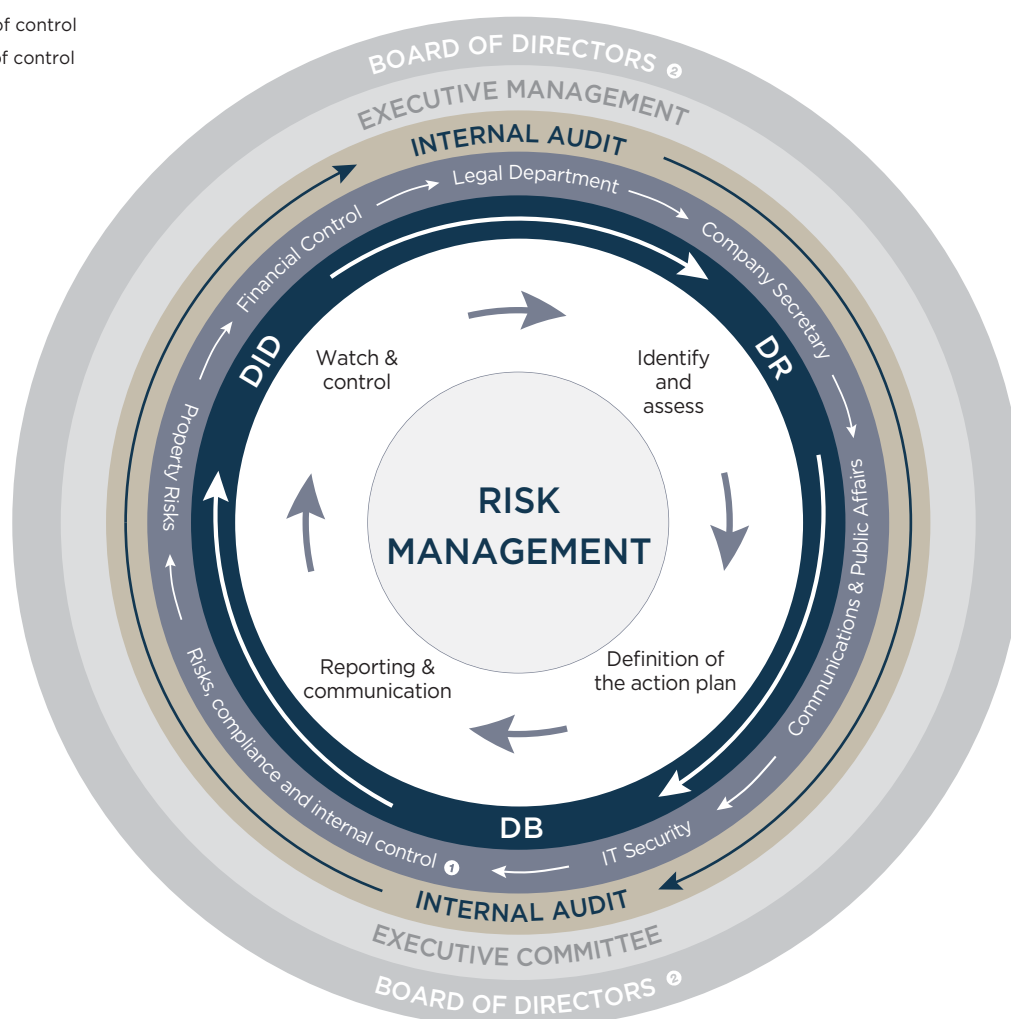 of control
of control
BOARD OF DIRECTORS 2
EXECUTIVE MANAGEMENT
INTERNAL AUDIT
Legal Department
Company Secretary
Communications & Public Affairs
IT Security
Risks, compliance and internal control 1
Property Risks
Financial Control
DID
DR
DB
Watch &
control
Identify
and
assess
RISK
MANAGEMENT
Reporting &
communication
Definition of
the action plan
INTERNAL AUDIT
EXECUTIVE COMMITTEE
BOARD OF DIRECTORS 2